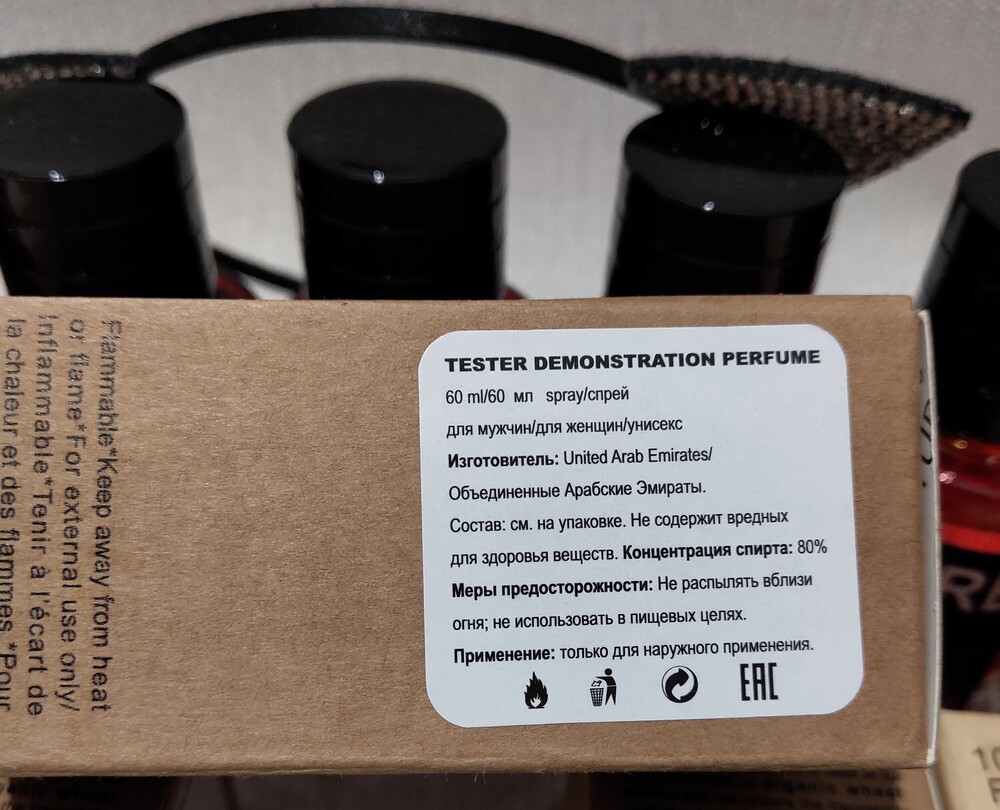 TESTER DEMONSTRATION PERFUME
60 ml/60 мл spray/спрей
для мужчин/для женщин/унисекс
Изготовитель: United Arab Emirates/
Объединенные Арабские Эмираты.
Состав: см. на упаковке. Не содержит вредных
для здоровья веществ. Концентрация спирта: 80%
Меры предосторожности: Не распылять вблизи
огня; не использовать в пищевых целях.
Применение: только для наружного применения.
EAC
Flammable*Keep away from heat
or flame*For external use only/
Inflammable*Tenir à l'écart de
la chaleur et des flammes *Pour
organic wheat